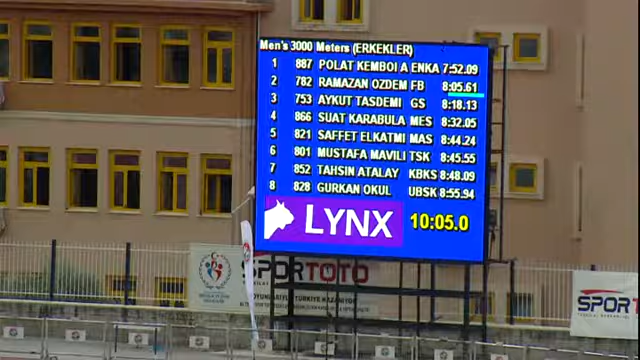 Men's 3000 Meters (ERKEKLER)
1 887 POLAT KEMBOI A ENKA 7:52.09
2 782 RAMAZAN OZDEM FB 8:05.61
3 753 AYKUT TASDEMI GS 8:18.13
4 866 SUAT KARABULA MES 8:32.05
5 821 SAFFET ELKATMI MAS 8:44.24
6 801 MUSTAFA MAVILI TSK 8:45.55
7 852 TAHSIN ATALAY KBKS 8:48.09
8 828 GURKAN OKUL UBSK 8:55.94
LYNX 10:05.0
SPORTOTO
SPOR